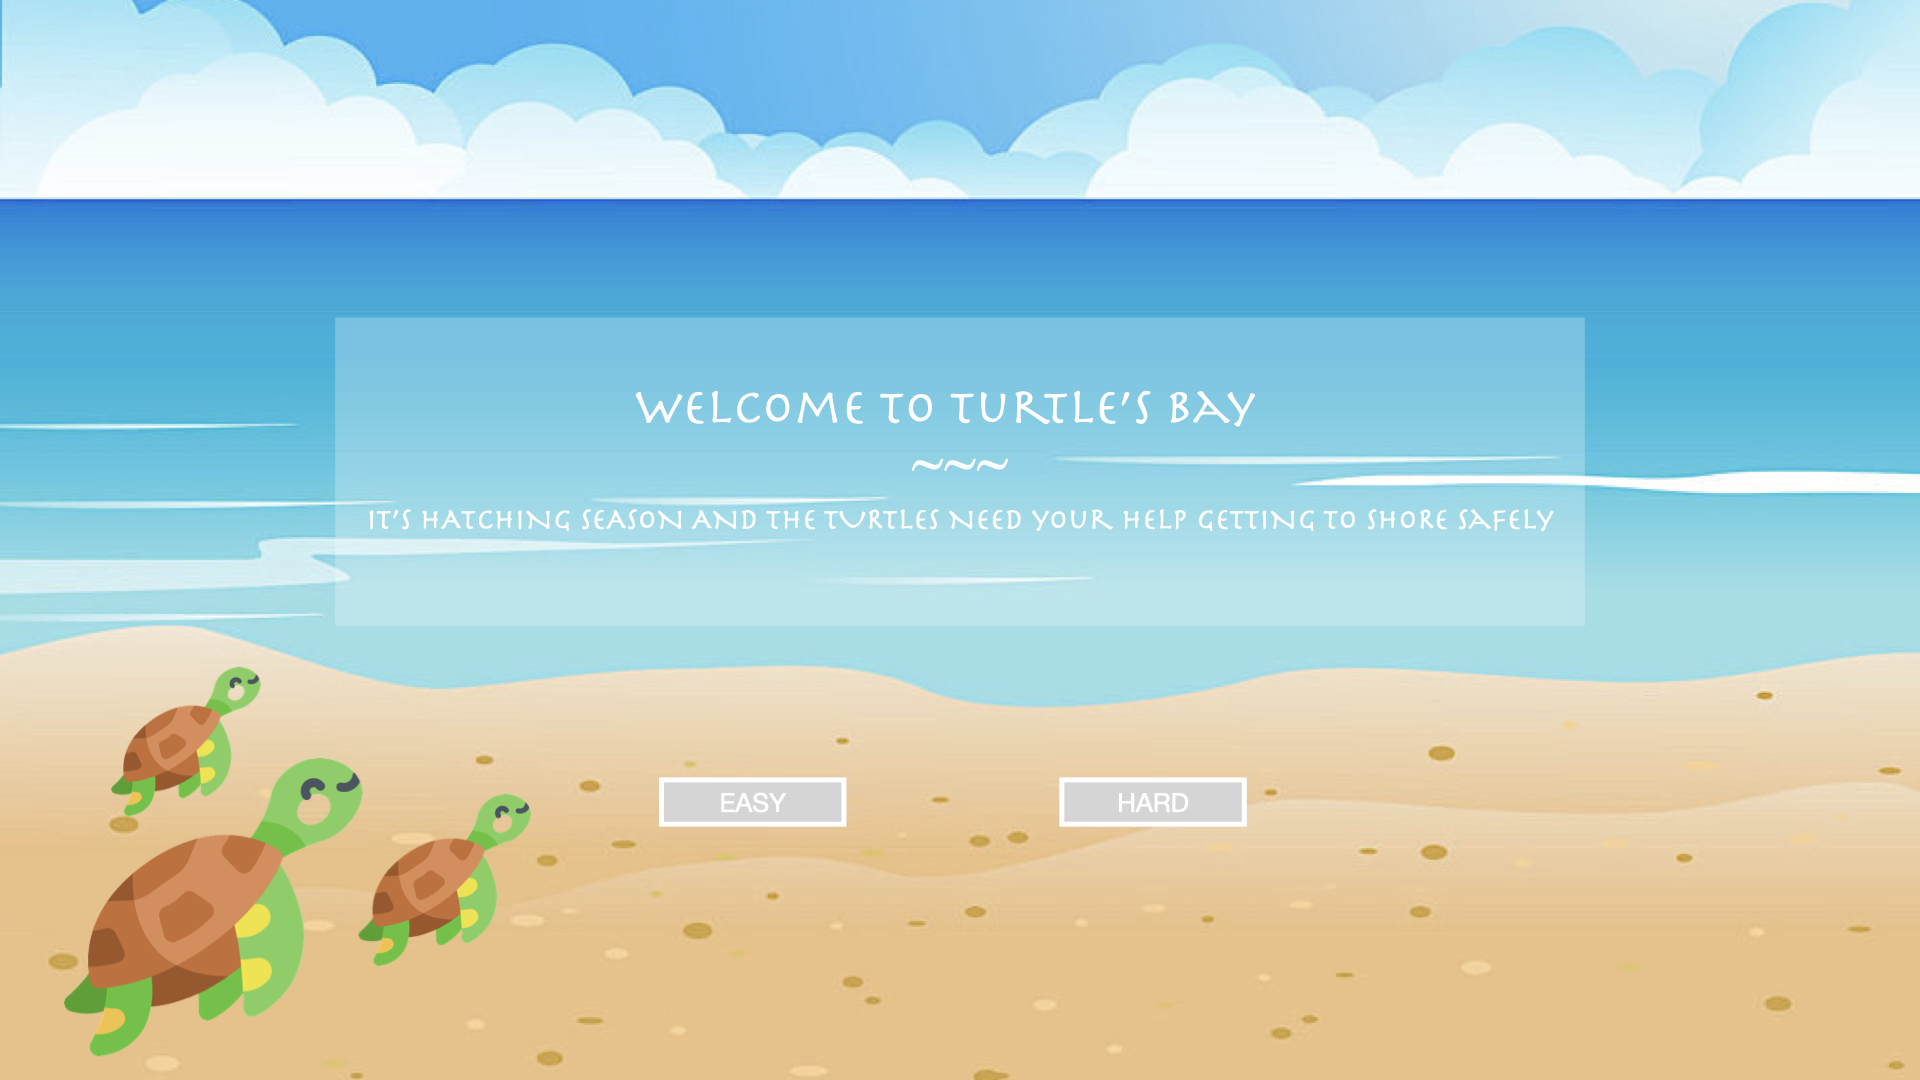 WELCOME TO TURTLE'S BAY
~~~
IT'S HATCHING SEASON AND THE TURTLES NEED YOUR HELP GETTING TO SHORE SAFELY
EASY
HARD